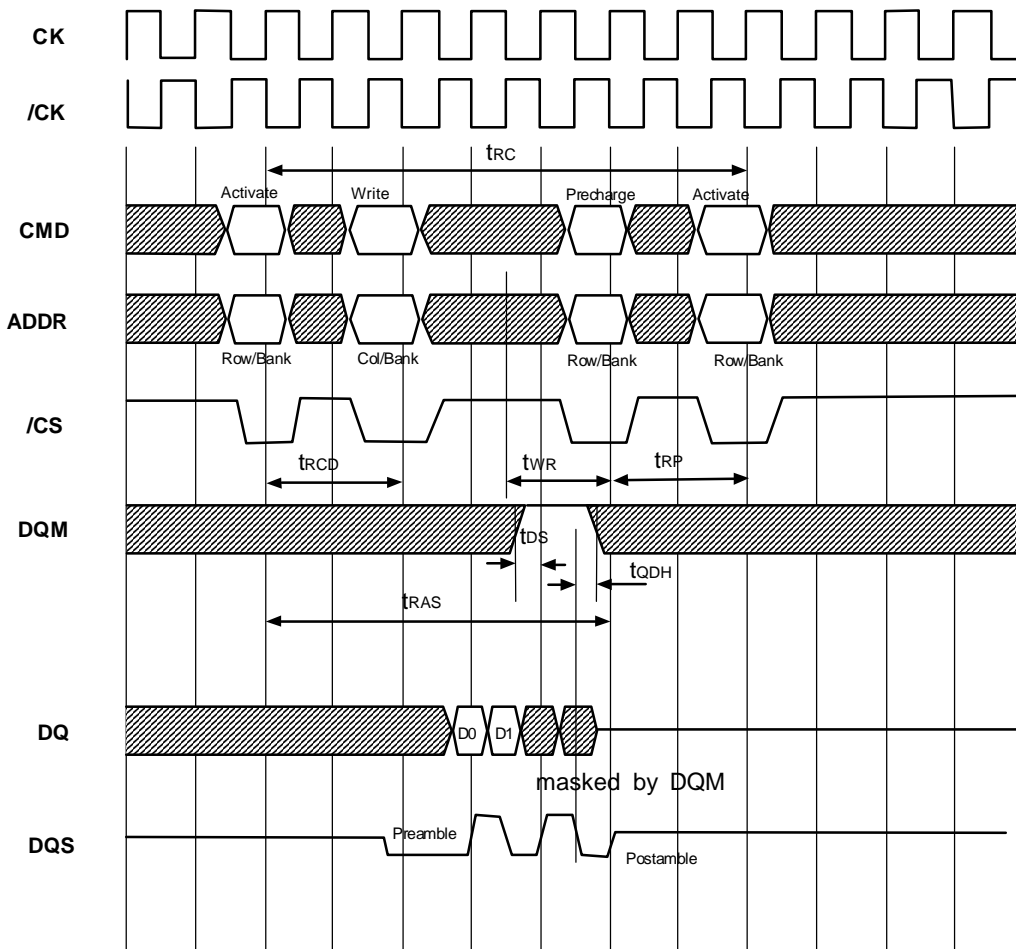 CK
/CK
tRC
Activate Write Precharge Activate
CMD
ADDR
Row/Bank Col/Bank Row/Bank Row/Bank
/CS
tRCD tWR tRP
DQM
tDS
tQDH
tRAS
DQ D0 D1
masked by DQM
DQS Preamble
Postamble